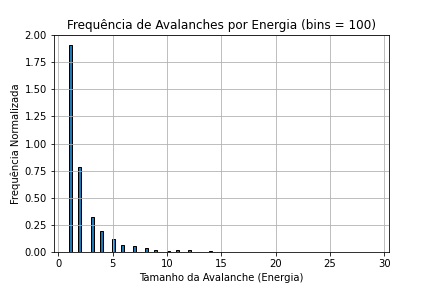 Frequência de Avalanches por Energia (bins = 100)
Frequência Normalizada
2.00
1.75
1.50
1.25
1.00
0.75
0.50
0.25
0.00
0 5 10 15 20 25 30
Tamanho da Avalanche (Energia)